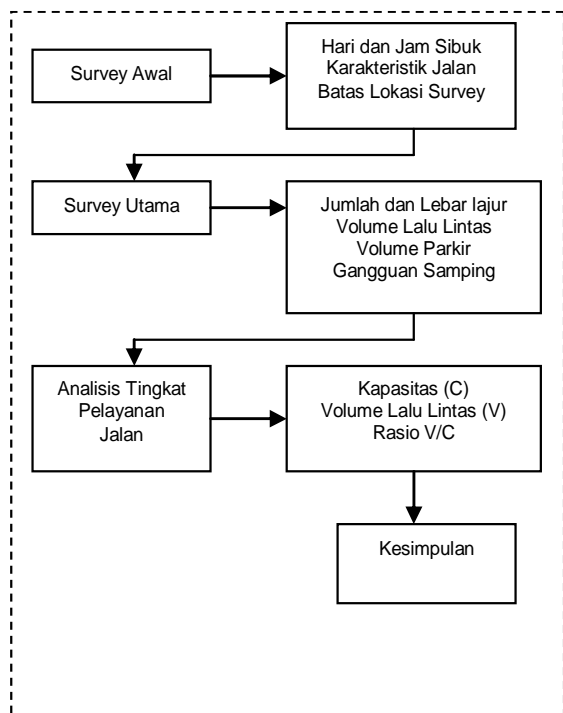 Survey Awal
Hari dan Jam Sibuk
Karakteristik Jalan
Batas Lokasi Survey
Survey Utama
Jumlah dan Lebar lajur
Volume Lalu Lintas
Volume Parkir
Gangguan Samping
Analisis Tingkat
Pelayanan
Jalan
Kapasitas (C)
Volume Lalu Lintas (V)
Rasio V/C
Kesimpulan